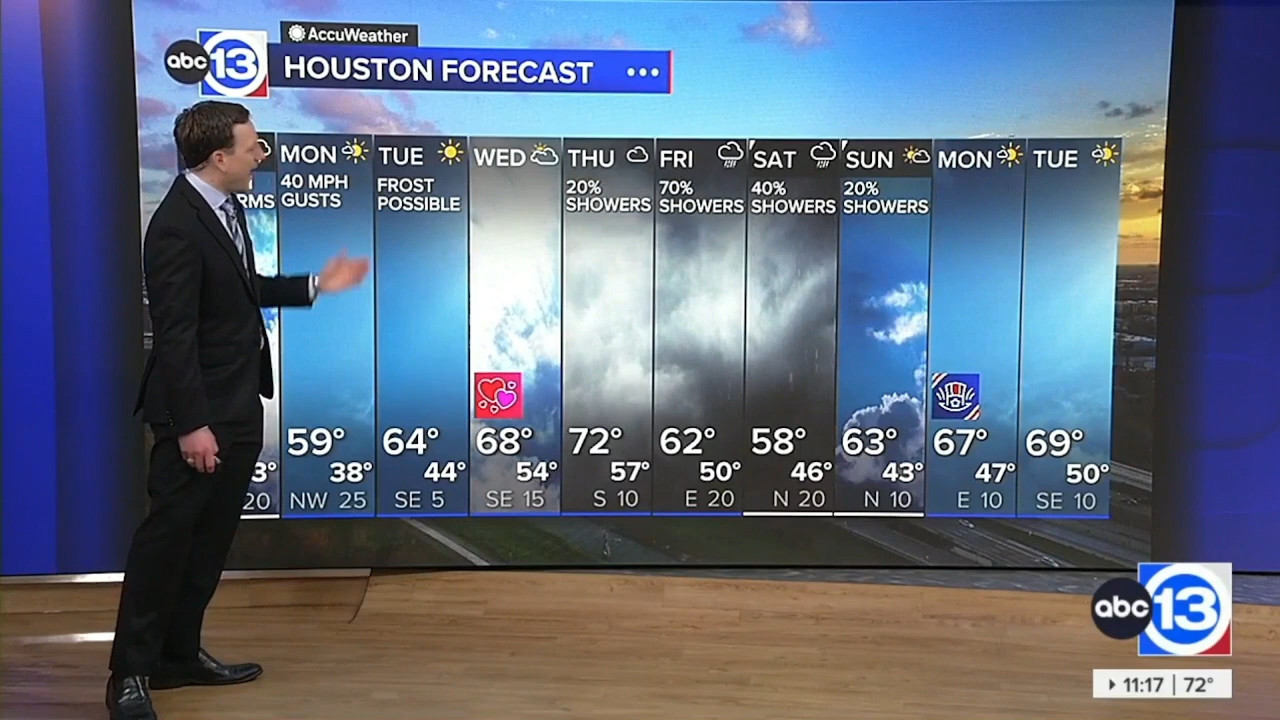 AccuWeather
abc 13
HOUSTON FORECAST
RMS
3°
20
MON
40 MPH
GUSTS
59°
38°
NW 25
TUE
FROST
POSSIBLE
64°
44°
SE 5
WED
68°
54°
SE 15
THU
20%
SHOWERS
72°
57°
S 10
FRI
70%
SHOWERS
62°
50°
E 20
SAT
40%
SHOWERS
58°
46°
N 20
SUN
20%
SHOWERS
63°
43°
N 10
MON
67°
47°
E 10
TUE
69°
50°
SE 10
abc 13
11:17 | 72°